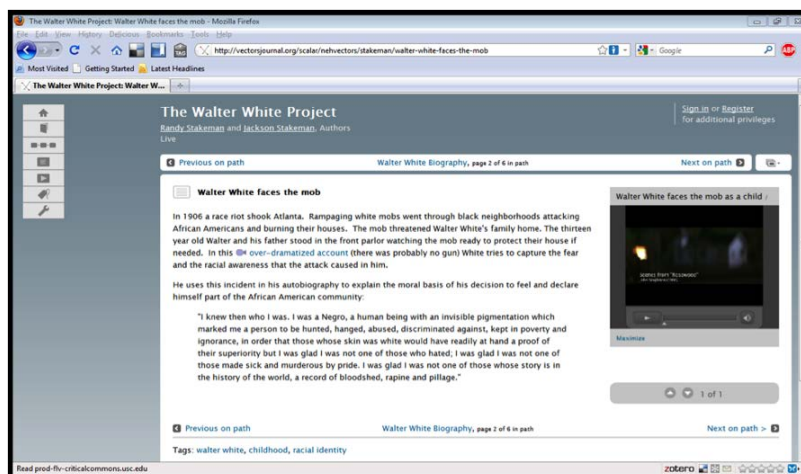 The Walter White Project: Walter White faces the mob - Mozilla Firefox
File Edit View History Delicious Bookmarks Tools Help
http://vectorsjournal.org/scalar/nehvectors/stakeman/walter-white-faces-the-mob
Google
ABP
Most Visited Getting Started Latest Headlines
The Walter White Project: Walter W...
The Walter White Project
Randy Stakeman and Jackson Stakeman, Authors
Live
Sign in or Register
for additional privileges
Previous on path
Walter White Biography, page 2 of 6 in path
Next on path
Walter White faces the mob
In 1906 a race riot shook Atlanta. Rampaging white mobs went through black neighborhoods attacking
African Americans and burning their houses. The mob threatened Walter White's family home. The thirteen
year old Walter and his father stood in the front parlor watching the mob ready to protect their house if
needed. In this over-dramatized account (there was probably no gun) White tries to capture the fear
and the racial awareness that the attack caused in him.
He uses this incident in his autobiography to explain the moral basis of his decision to feel and declare
himself part of the African American community:
"I knew then who I was. I was a Negro, a human being with an invisible pigmentation which
marked me a person to be hunted, hanged, abused, discriminated against, kept in poverty and
ignorance, in order that those whose skin was white would have readily at hand a proof of
their superiority but I was glad I was not one of those who hated; I was glad I was not one of
those made sick and murderous by pride. I was glad I was not one of those whose story is in
the history of the world, a record of bloodshed, rapine and pillage."
Walter White faces the mob as a child
Scenes from "Rosewood"
Maximize
1 of 1
Previous on path
Walter White Biography, page 2 of 6 in path
Next on path >
Tags: walter white, childhood, racial identity
Read prod-flv-criticalcommons.usc.edu
zotero